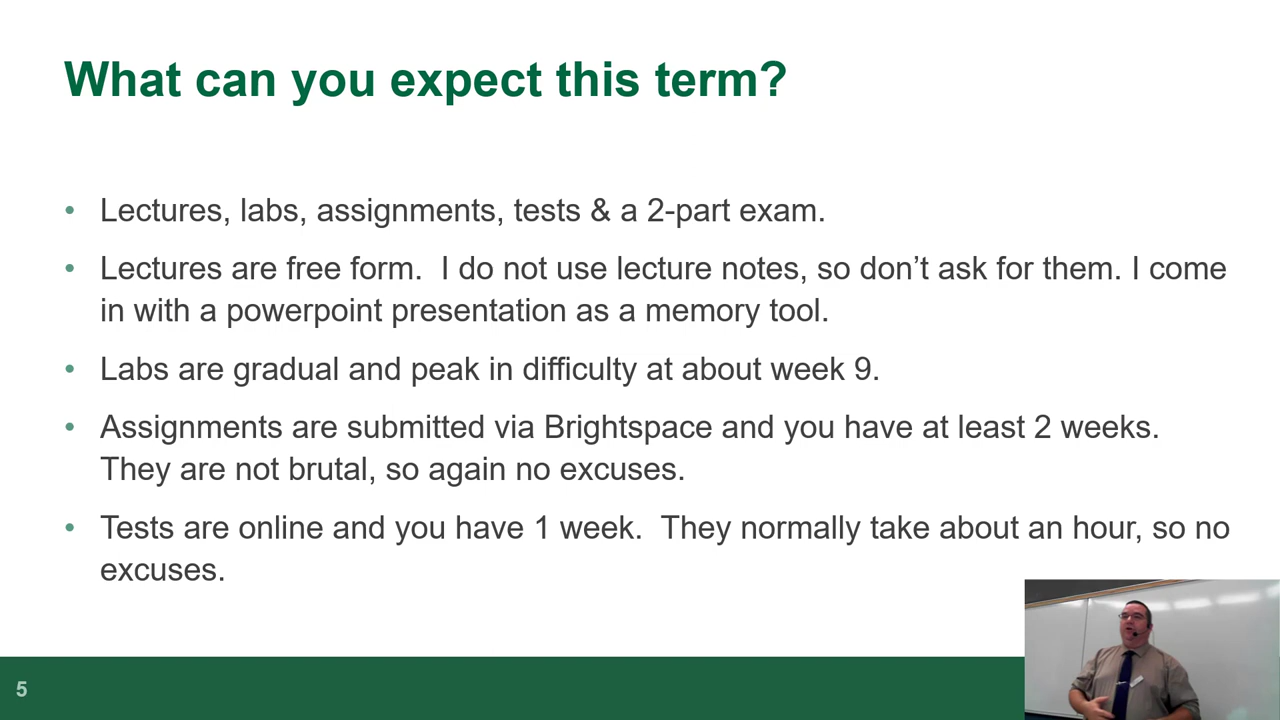 What can you expect this term?
• Lectures, labs, assignments, tests & a 2-part exam.
• Lectures are free form.  I do not use lecture notes, so don’t ask for them. I come
in with a powerpoint presentation as a memory tool.
• Labs are gradual and peak in difficulty at about week 9.
• Assignments are submitted via Brightspace and you have at least 2 weeks.
They are not brutal, so again no excuses.
• Tests are online and you have 1 week.  They normally take about an hour, so no
excuses.
5